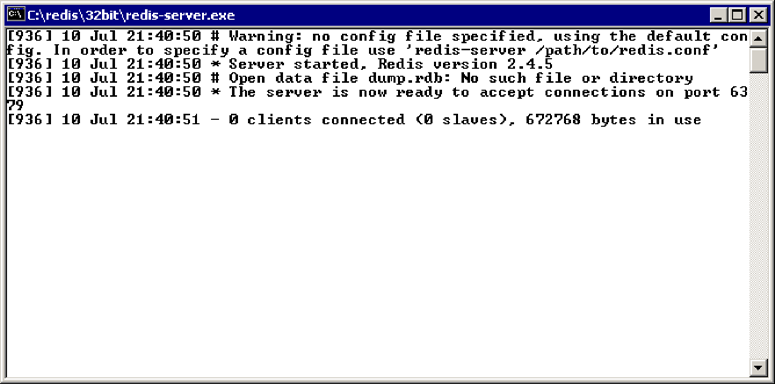 C:\redis\32bit\redis-server.exe
[936] 10 Jul 21:40:50 # Warning: no config file specified, using the default con
fig. In order to specify a config file use 'redis-server /path/to/redis.conf'
[936] 10 Jul 21:40:50 * Server started, Redis version 2.4.5
[936] 10 Jul 21:40:50 # Open data file dump.rdb: No such file or directory
[936] 10 Jul 21:40:50 * The server is now ready to accept connections on port 63
79
[936] 10 Jul 21:40:51 - 0 clients connected (0 slaves), 672768 bytes in use